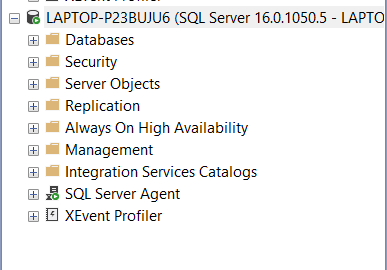 LAPTOP-P23BUJU6 (SQL Server 16.0.1050.5 - LAPTO
Databases
Security
Server Objects
Replication
Always On High Availability
Management
Integration Services Catalogs
SQL Server Agent
XEvent Profiler